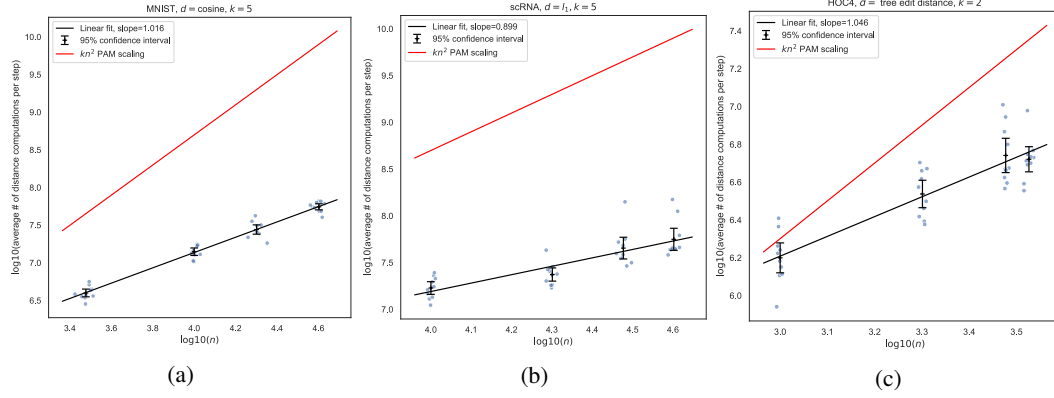 MNIST, d = cosine, k = 5
Linear fit, slope=1.016
95% confidence interval
kn² PAM scaling
log10(average # of distance computations per step)
10.0
9.5
9.0
8.5
8.0
7.5
7.0
6.5
3.4 3.6 3.8 4.0 4.2 4.4 4.6
log10(n)
(a)
scRNA, d = l₁, k = 5
Linear fit, slope=0.899
95% confidence interval
kn² PAM scaling
log10(average # of distance computations per step)
10.0
9.5
9.0
8.5
8.0
7.5
7.0
4.0 4.1 4.2 4.3 4.4 4.5 4.6
log10(n)
(b)
HOC4, d = tree edit distance, k = 2
Linear fit, slope=1.046
95% confidence interval
kn² PAM scaling
log10(average # of distance computations per step)
7.4
7.2
7.0
6.8
6.6
6.4
6.2
6.0
3.0 3.1 3.2 3.3 3.4 3.5
log10(n)
(c)